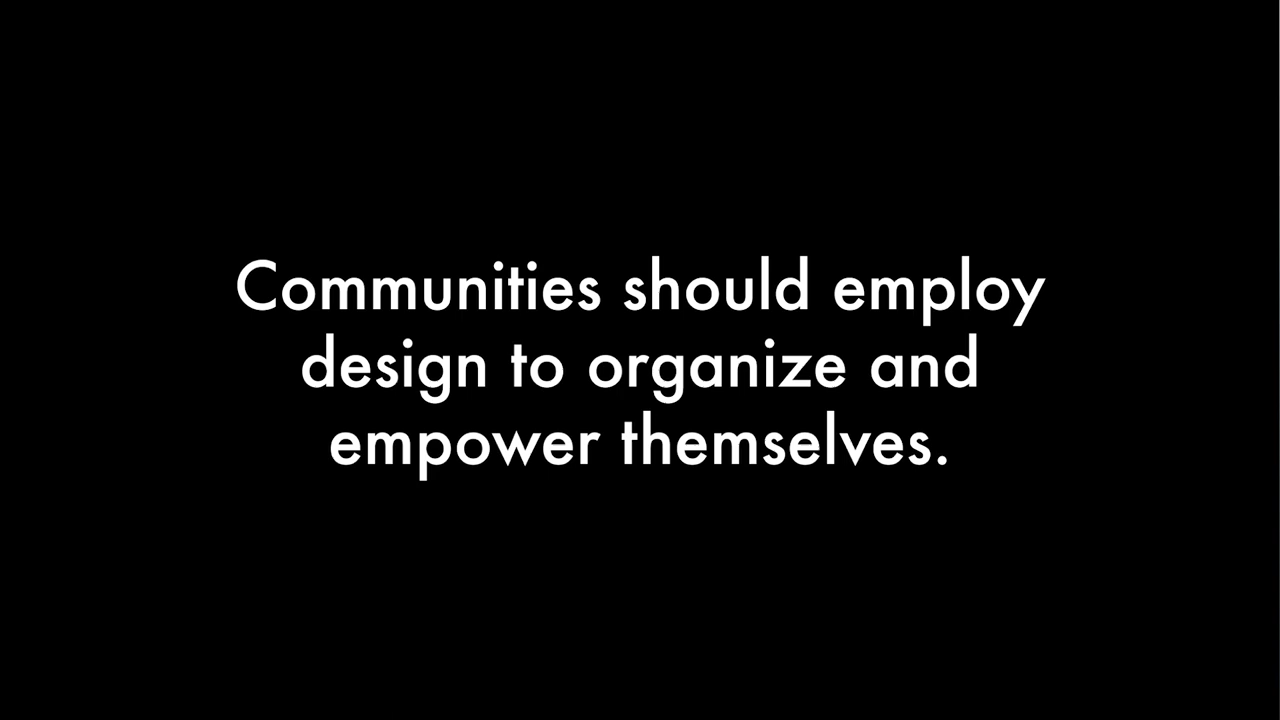 Communities should employ
design to organize and
empower themselves.